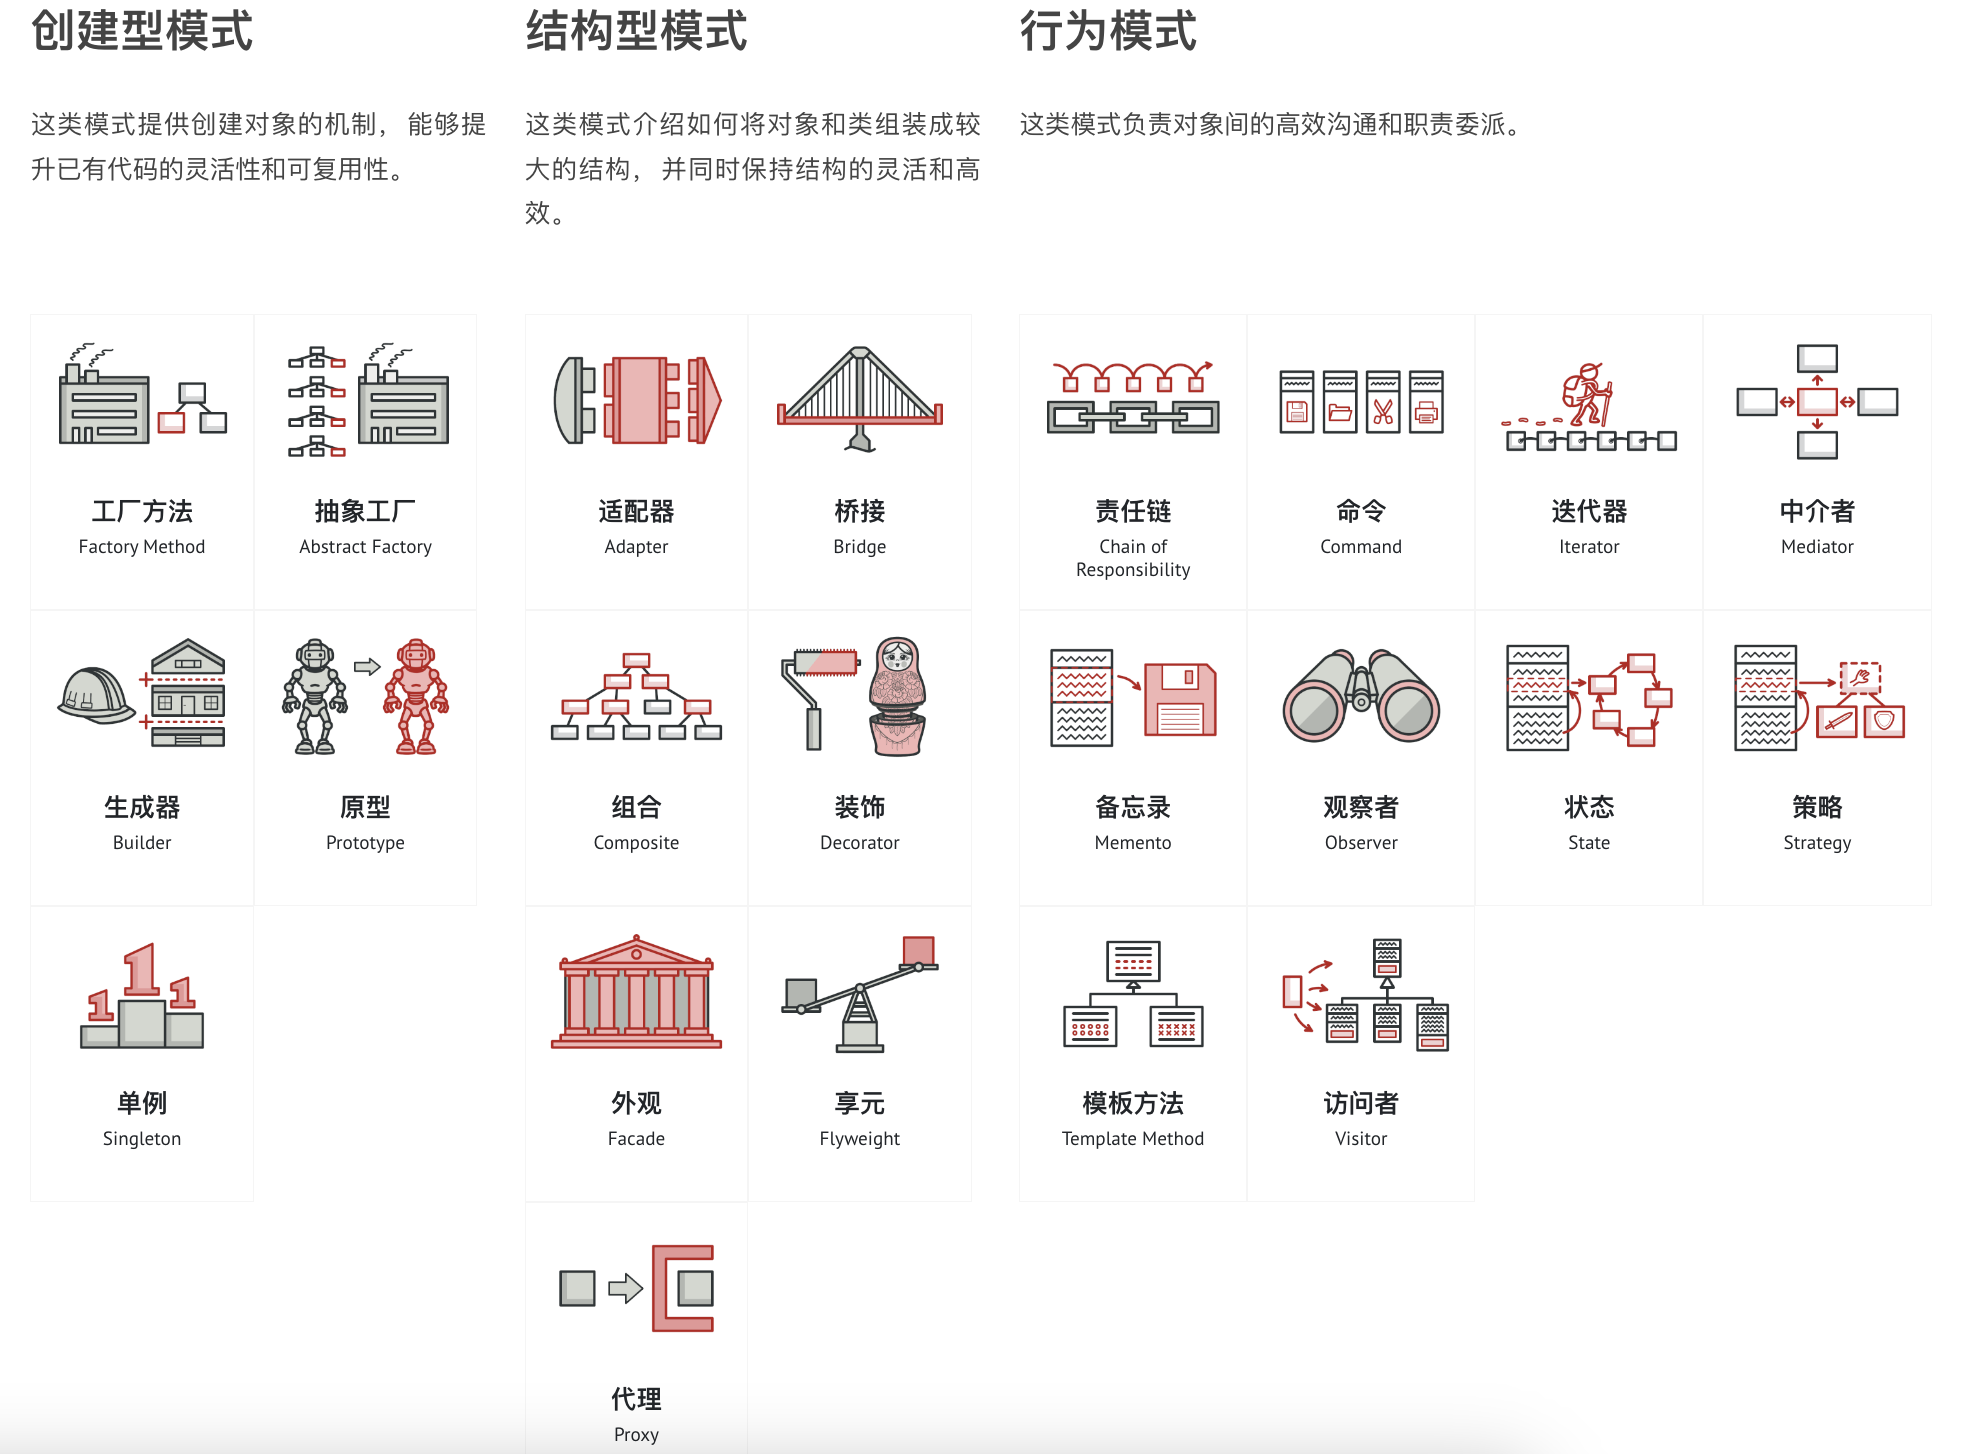 创建型模式
这类模式提供创建对象的机制， 能够提
升已有代码的灵活性和可复用性。
工厂方法
Factory Method
抽象工厂
Abstract Factory
生成器
Builder
原型
Prototype
1
1
1
单例
Singleton
结构型模式
这类模式介绍如何将对象和类组装成较
大的结构， 并同时保持结构的灵活和高
效。
适配器
Adapter
桥接
Bridge
组合
Composite
装饰
Decorator
外观
Facade
享元
Flyweight
代理
Proxy
行为模式
这类模式负责对象间的高效沟通和职责委派。
责任链
Chain of
Responsibility
命令
Command
迭代器
Iterator
中介者
Mediator
备忘录
Memento
观察者
Observer
状态
State
策略
Strategy
模板方法
Template Method
访问者
Visitor